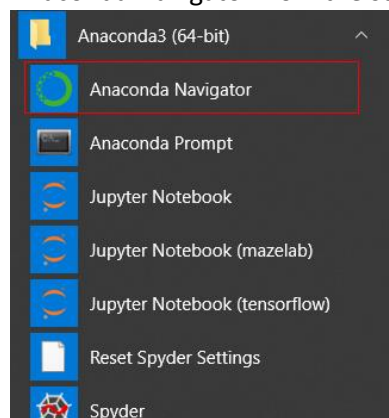 Anaconda3 (64-bit)
Anaconda Navigator
Anaconda Prompt
Jupyter Notebook
Jupyter Notebook (mazelab)
Jupyter Notebook (tensorflow)
Reset Spyder Settings
Spyder